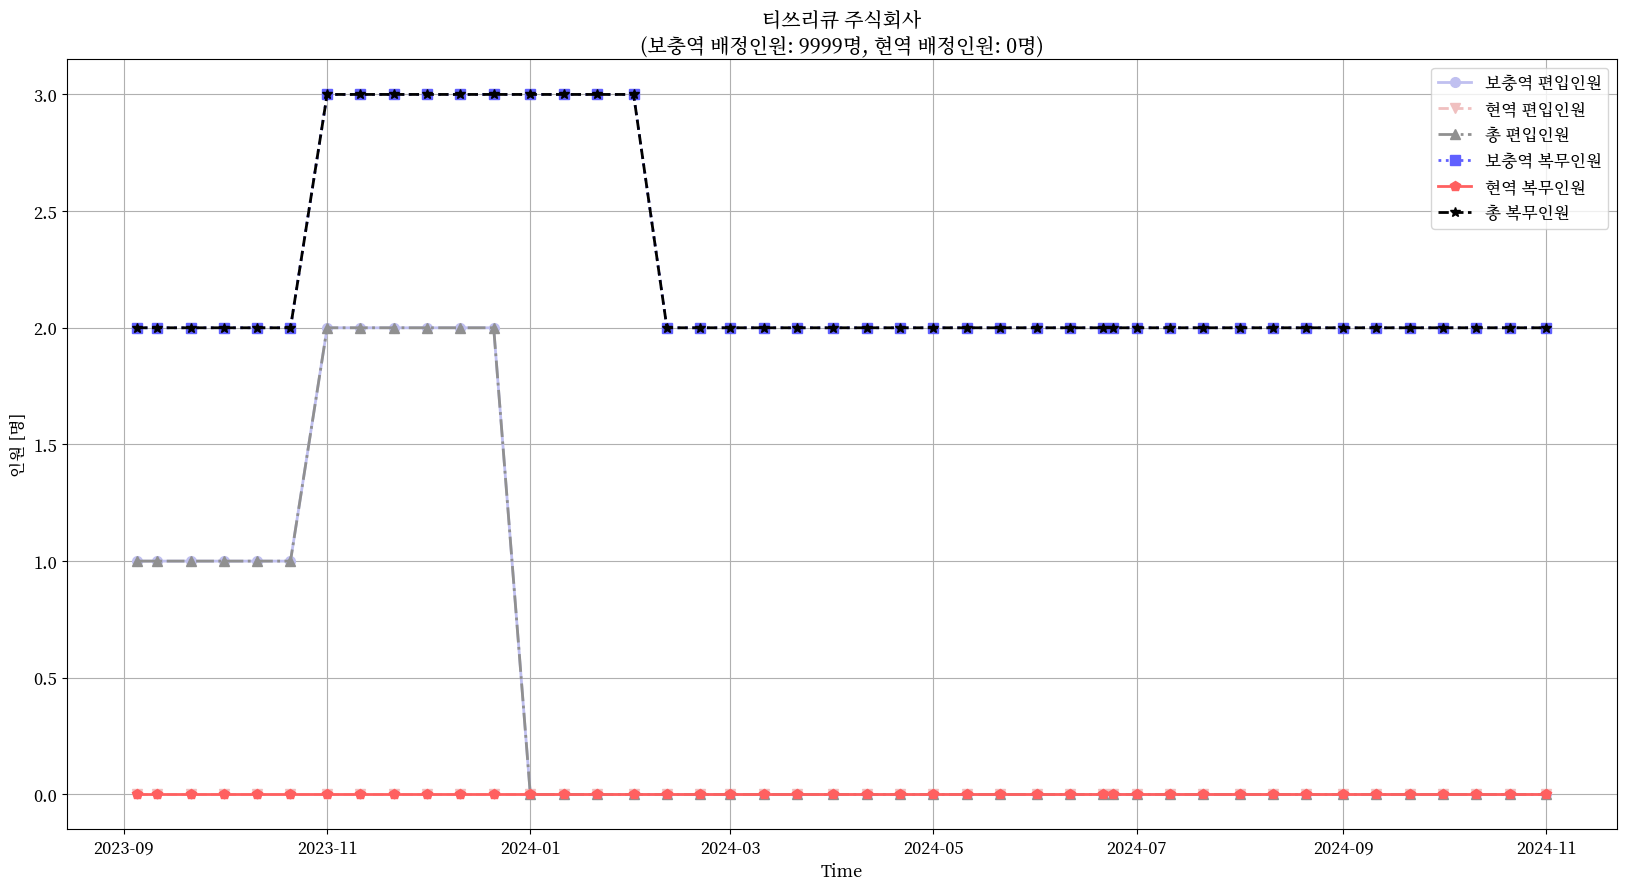 티쓰리큐 주식회사
(보충역 배정인원: 9999명, 현역 배정인원: 0명)
보충역 편입인원
현역 편입인원
총 편입인원
보충역 복무인원
현역 복무인원
총 복무인원
인원 [명]
3.0
2.5
2.0
1.5
1.0
0.5
0.0
2023-09
2023-11
2024-01
2024-03
2024-05
2024-07
2024-09
2024-11
Time